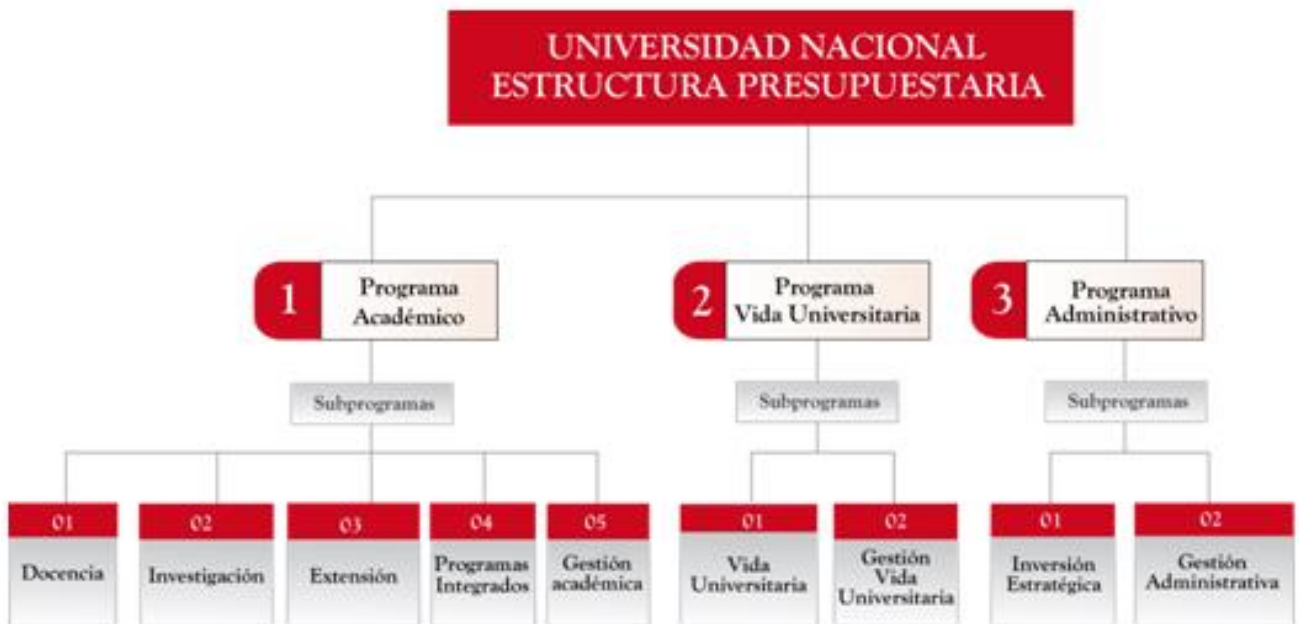 UNIVERSIDAD NACIONAL
ESTRUCTURA PRESUPUESTARIA
1
Programa
Académico
2
Programa
Vida Universitaria
3
Programa
Administrativo
Subprogramas
Subprogramas
Subprogramas
01
Docencia
02
Investigación
03
Extensión
04
Programas
Integrados
05
Gestión
académica
01
Vida
Universitaria
02
Gestión
Vida
Universitaria
01
Inversión
Estratégica
02
Gestión
Administrativa